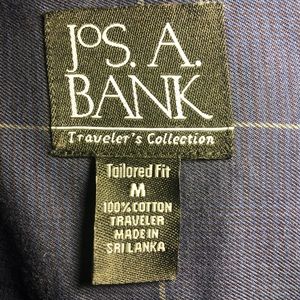 JoS. A.
BANK
Traveler's Collection
Tailored Fit
M
100% COTTON
TRAVELER
MADE IN
SRI LANKA